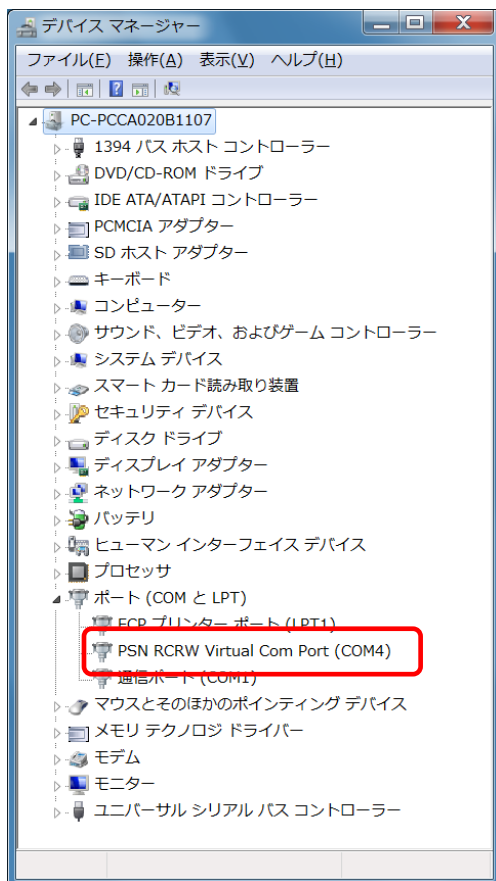 デバイス マネージャー
ファイル(F) 操作(A) 表示(V) ヘルプ(H)
PC-PCCA020B1107
1394 バス ホスト コントローラー
DVD/CD-ROM ドライブ
IDE ATA/ATAPI コントローラー
PCMCIA アダプター
SD ホスト アダプター
キーボード
コンピューター
サウンド、ビデオ、およびゲーム コントローラー
システム デバイス
スマート カード読み取り装置
セキュリティ デバイス
ディスク ドライブ
ディスプレイ アダプター
ネットワーク アダプター
バッテリ
ヒューマン インターフェイス デバイス
プロセッサ
ポート (COM と LPT)
ECP プリンター ポート (LPT1)
PSN RCRW Virtual Com Port (COM4)
通信ポート (COM1)
マウスとそのほかのポインティング デバイス
メモリ テクノロジ ドライバー
モデム
モニター
ユニバーサル シリアル バス コントローラー